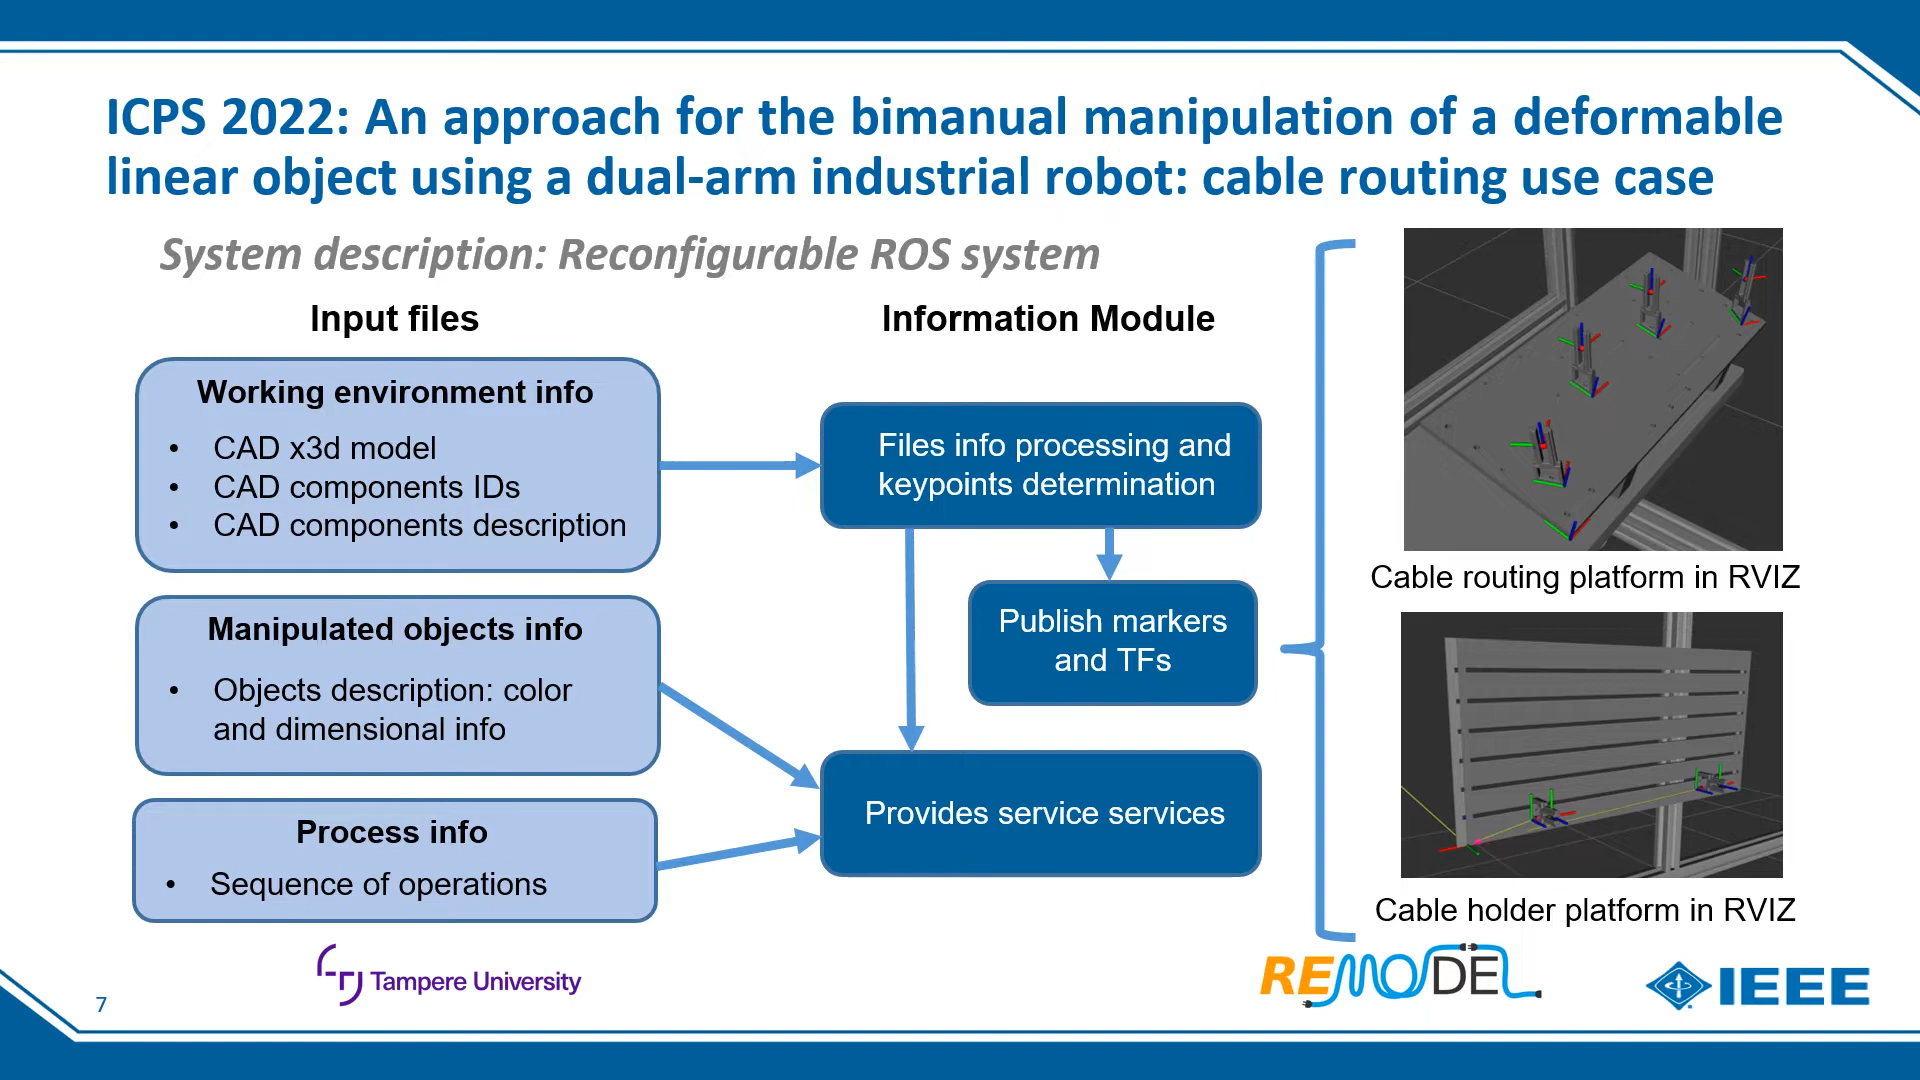 ICPS 2022: An approach for the bimanual manipulation of a deformable
linear object using a dual-arm industrial robot: cable routing use case
System description: Reconfigurable ROS system
Input files
Working environment info
• CAD x3d model
• CAD components IDs
• CAD components description
Manipulated objects info
• Objects description: color
and dimensional info
Process info
• Sequence of operations
Information Module
Files info processing and
keypoints determination
Publish markers
and TFs
Provides service services
Cable routing platform in RVIZ
Cable holder platform in RVIZ
7
Tampere University
REMODEL
IEEE